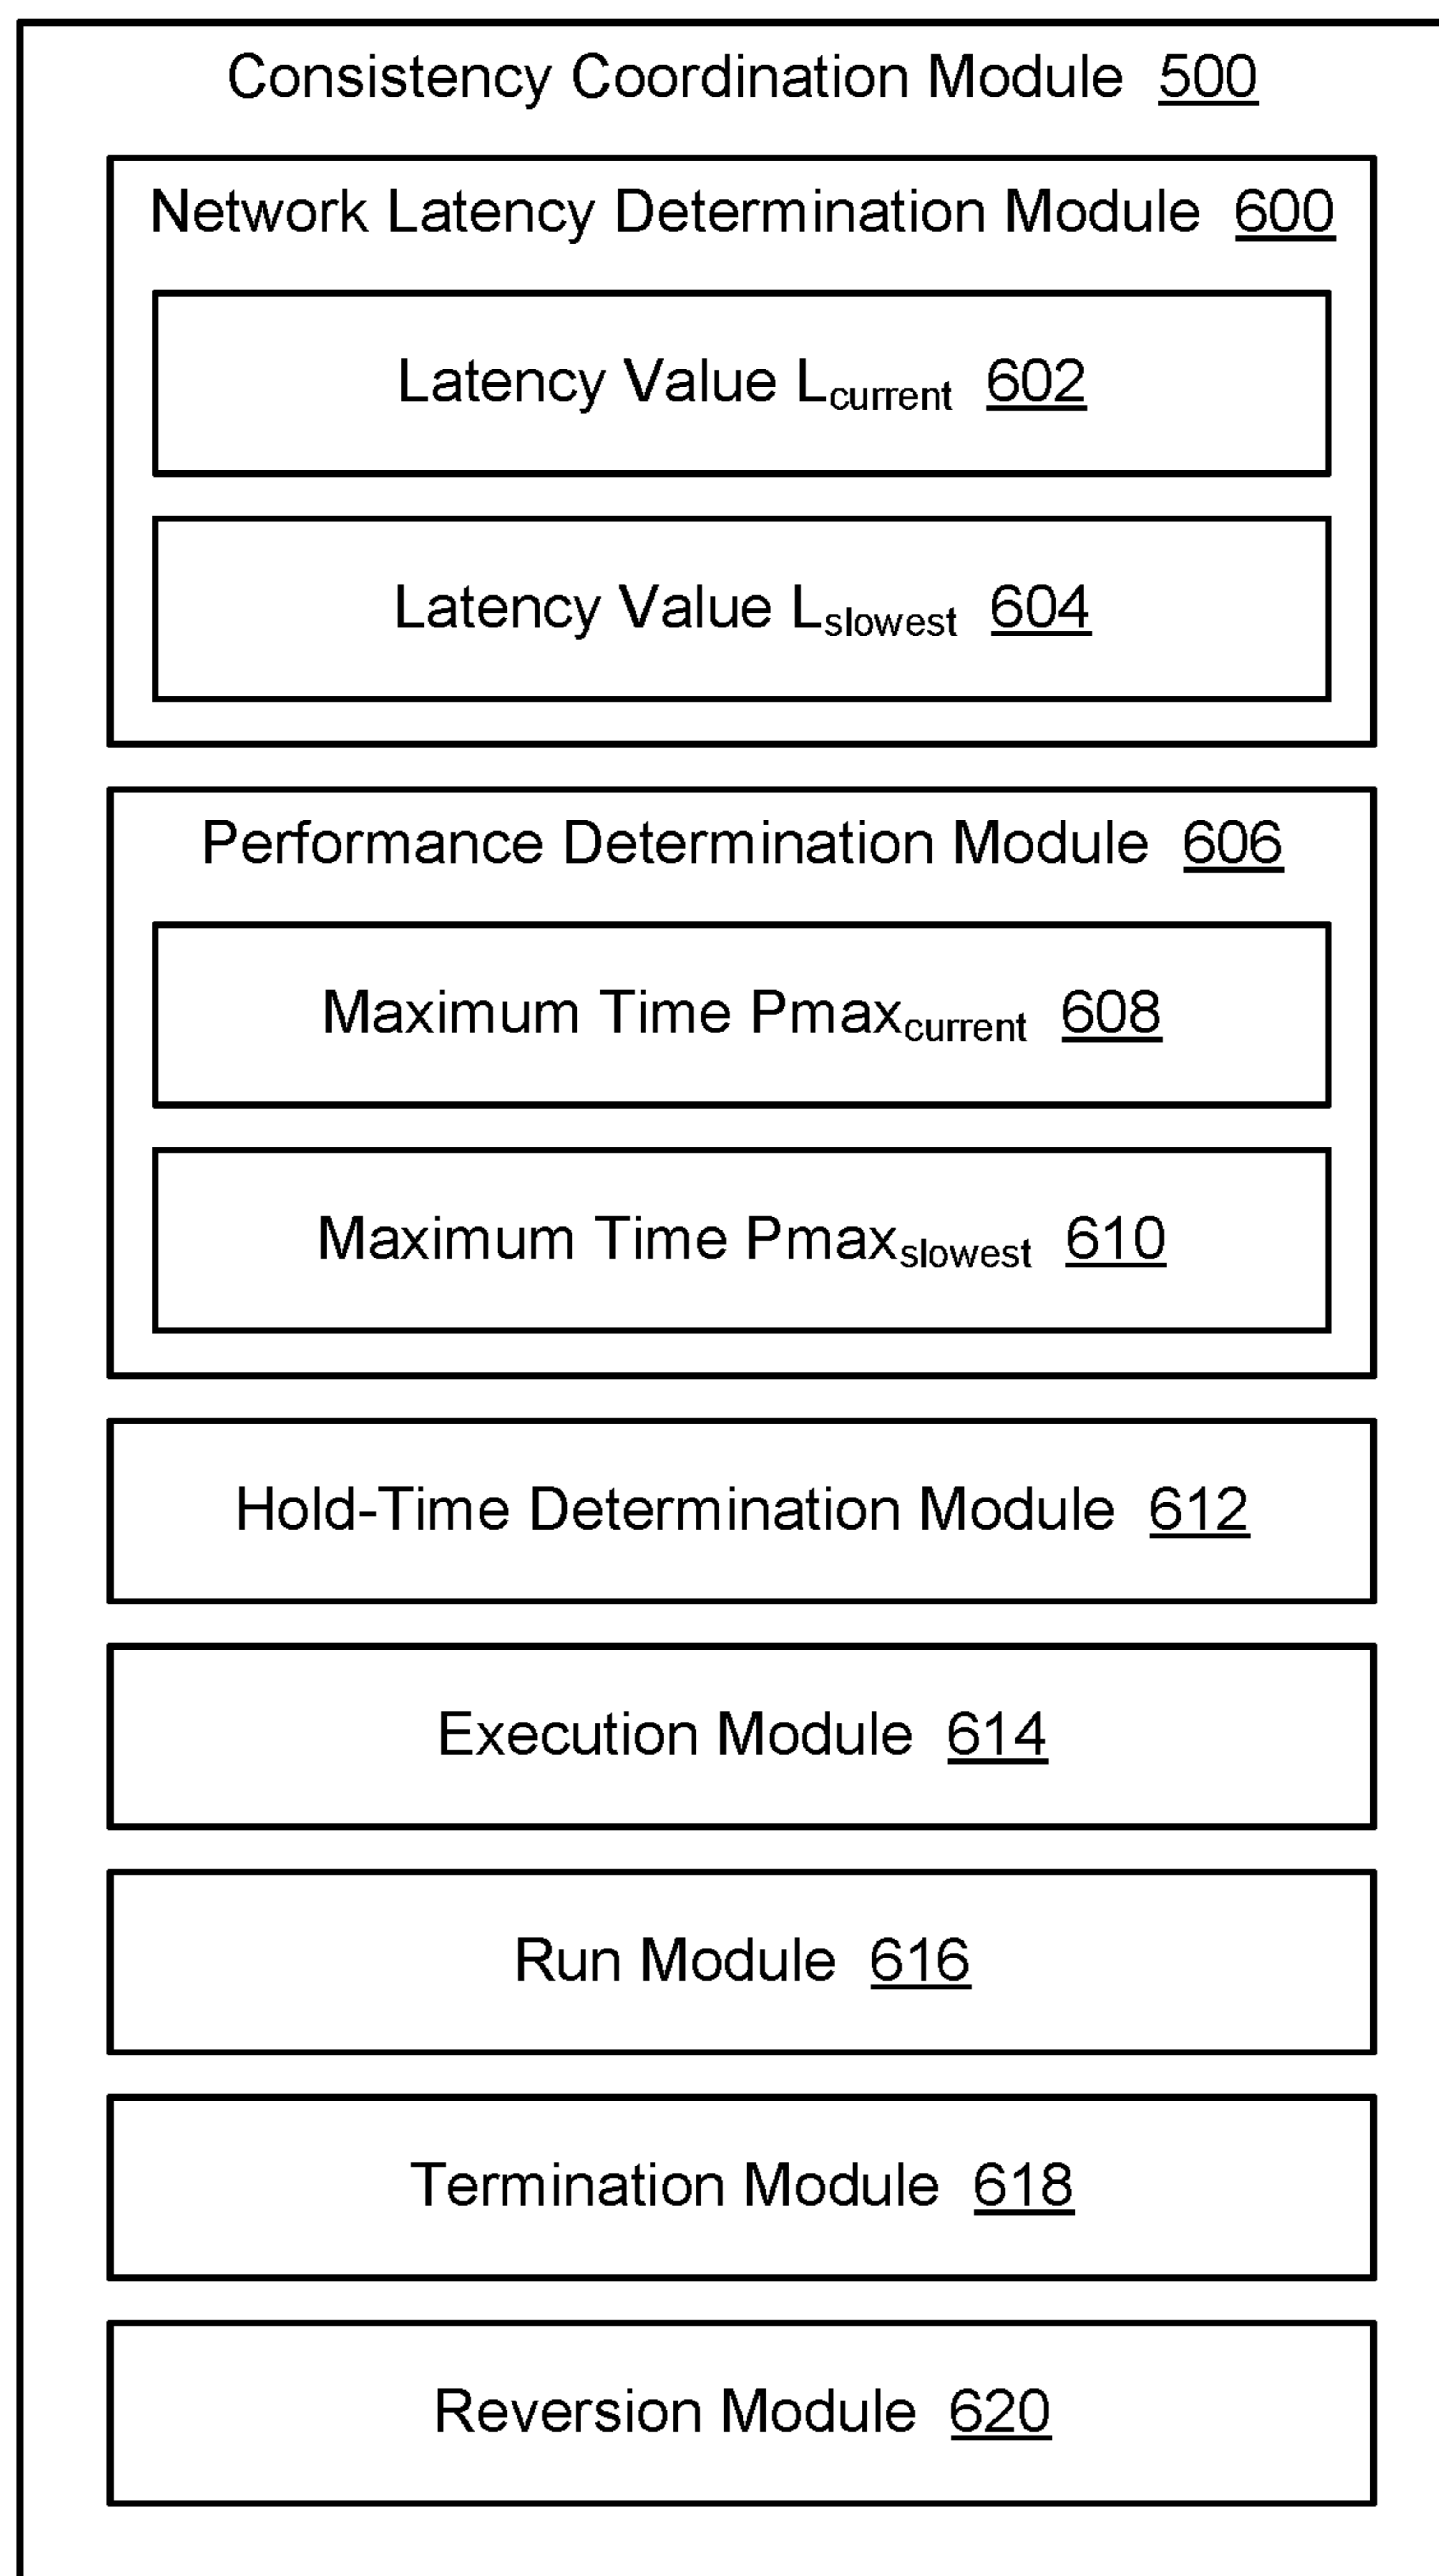 Consistency Coordination Module 500
Network Latency Determination Module 600
Latency Value Lcurrent 602
Latency Value Lslowest 604
Performance Determination Module 606
Maximum Time Pmaxcurrent 608
Maximum Time Pmaxslowest 610
Hold-Time Determination Module 612
Execution Module 614
Run Module 616
Termination Module 618
Reversion Module 620